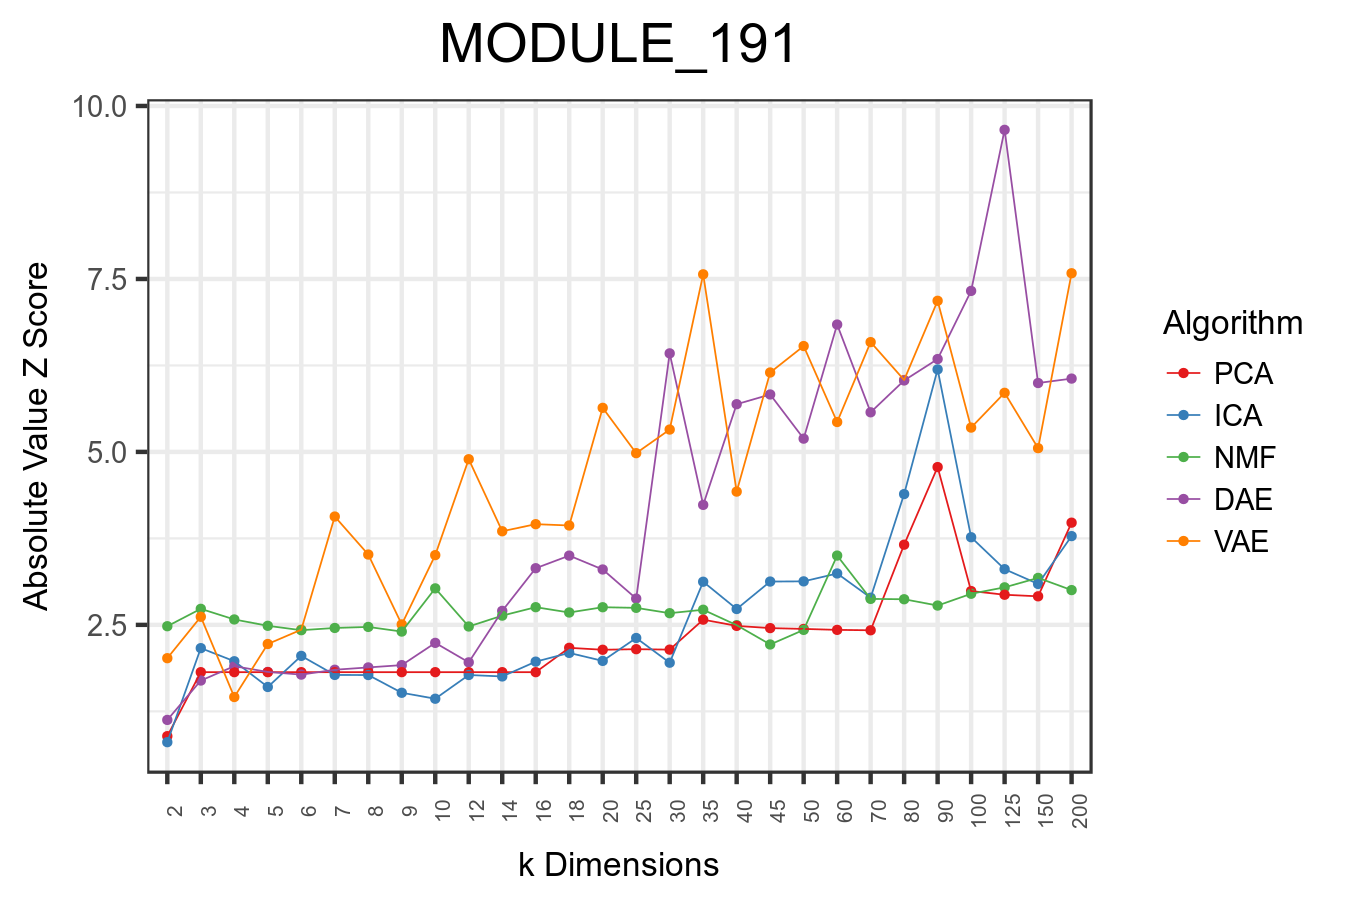 MODULE_191
10.0
7.5
5.0
2.5
Absolute Value Z Score
2 3 4 5 6 7 8 9 10 12 14 16 18 20 25 30 35 40 45 50 60 70 80 90 100 125 150 200
k Dimensions
Algorithm
PCA
ICA
NMF
DAE
VAE